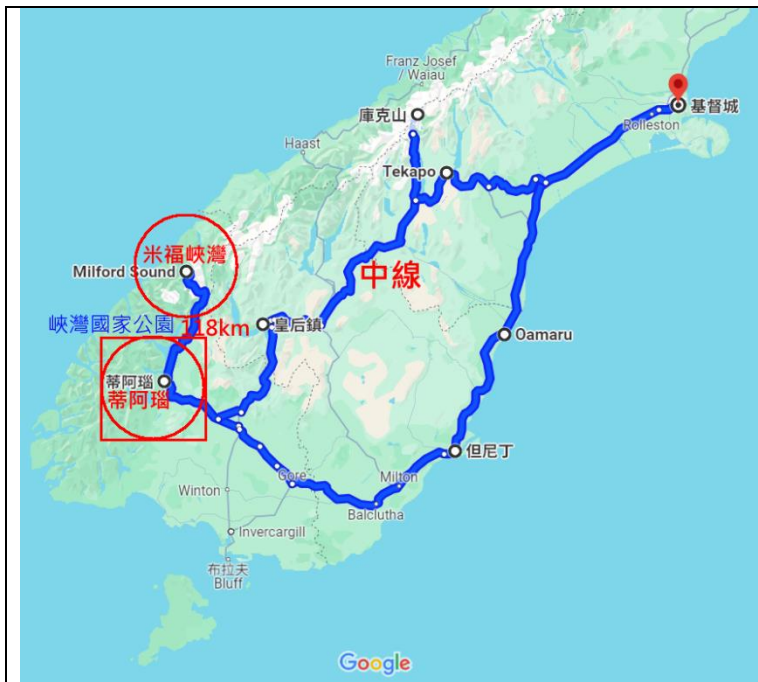 Franz Josef
/ Waiau
庫克山
基督城
Rolleston
Haast
Tekapo
米福峽灣
Milford Sound
中線
峽灣國家公園
118km
皇后鎮
Oamaru
蒂阿瑙
蒂阿瑙
但尼丁
Gore
Milton
Winton
Balclutha
Invercargill
布拉夫
Bluff
Google